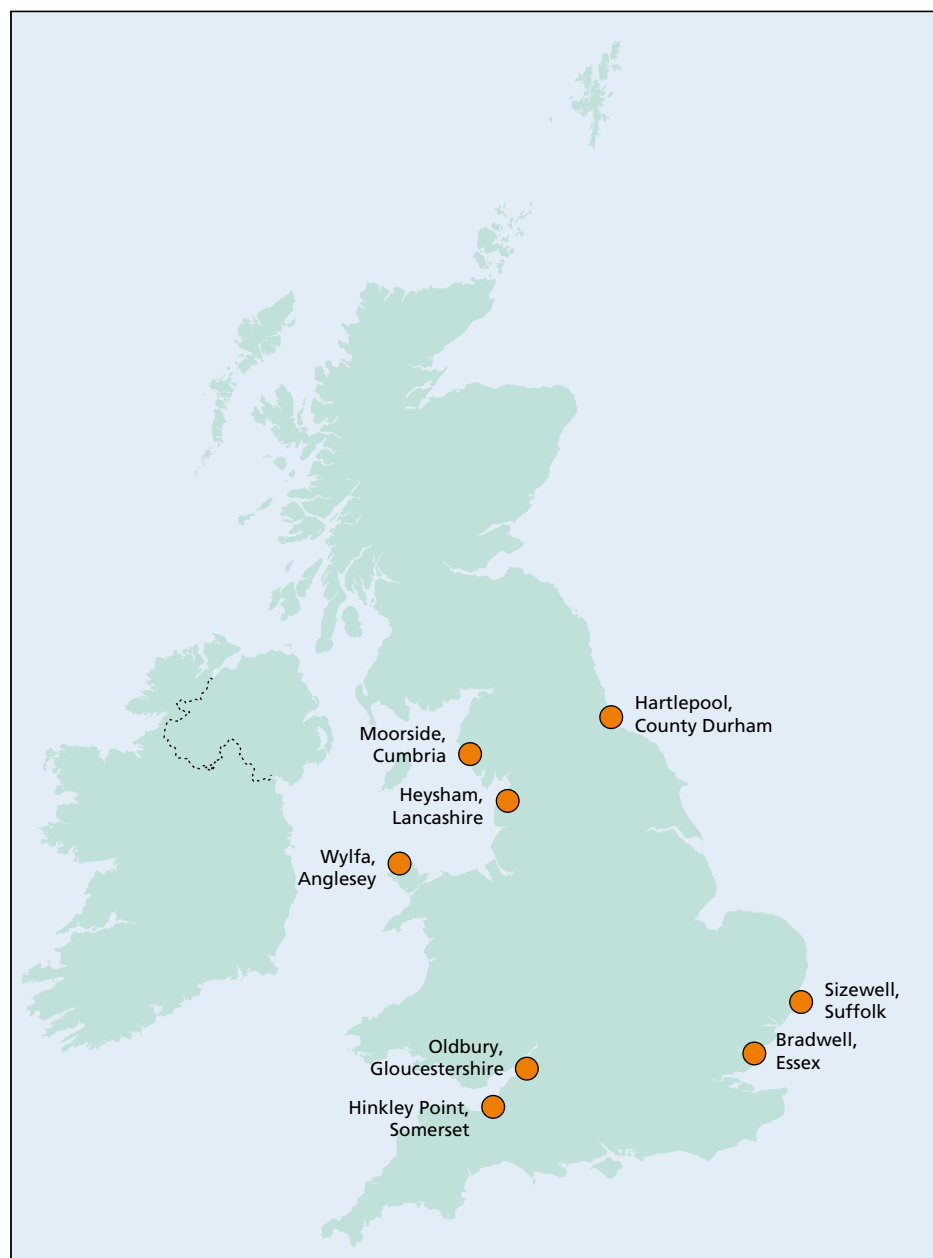 Hartlepool,
County Durham
Moorside,
Cumbria
Heysham,
Lancashire
Wylfa,
Anglesey
Sizewell,
Suffolk
Bradwell,
Essex
Oldbury,
Gloucestershire
Hinkley Point,
Somerset